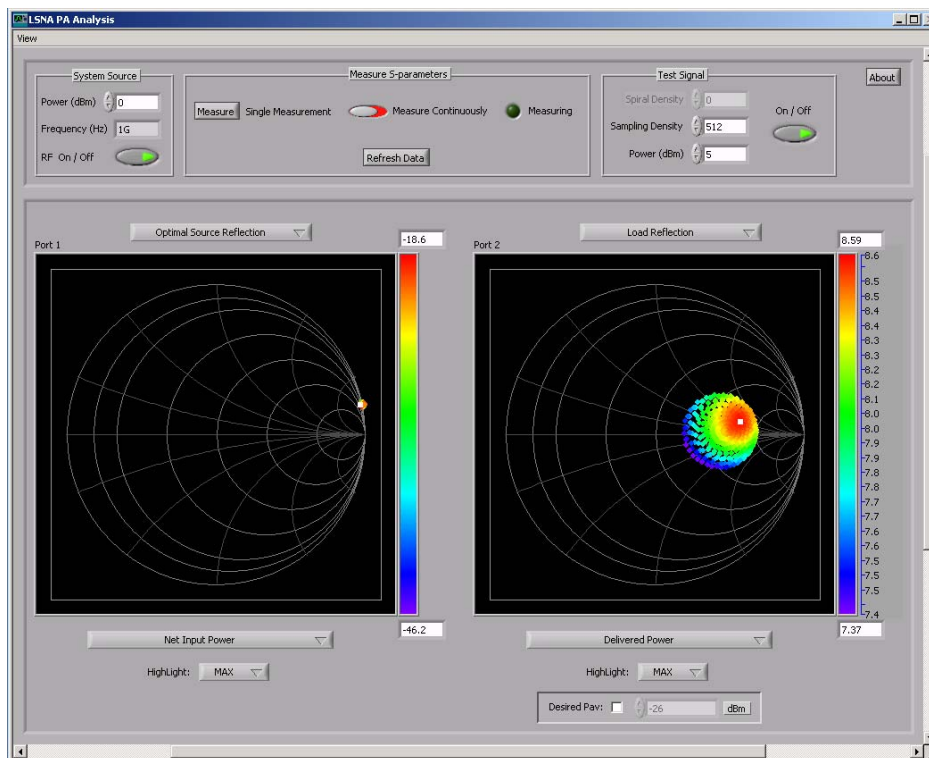 LSNA PA Analysis
View
System Source
Power (dBm) 0
Frequency (Hz) 1G
RF On / Off
Measure S-parameters
Measure Single Measurement Measure Continuously Measuring
Refresh Data
Test Signal
Spiral Density 0
Sampling Density 512
Power (dBm) 5
On / Off
About
Port 1
Optimal Source Reflection
-18.6
-46.2
Net Input Power
HighLight: MAX
Port 2
Load Reflection
8.59
8.6
8.5
8.5
8.4
8.4
8.3
8.3
8.2
8.2
8.1
8.1
8.0
8.0
7.9
7.9
7.8
7.8
7.7
7.7
7.6
7.6
7.5
7.5
7.5
7.4
7.37
Delivered Power
HighLight: MAX
Desired Pav: -26 dBm